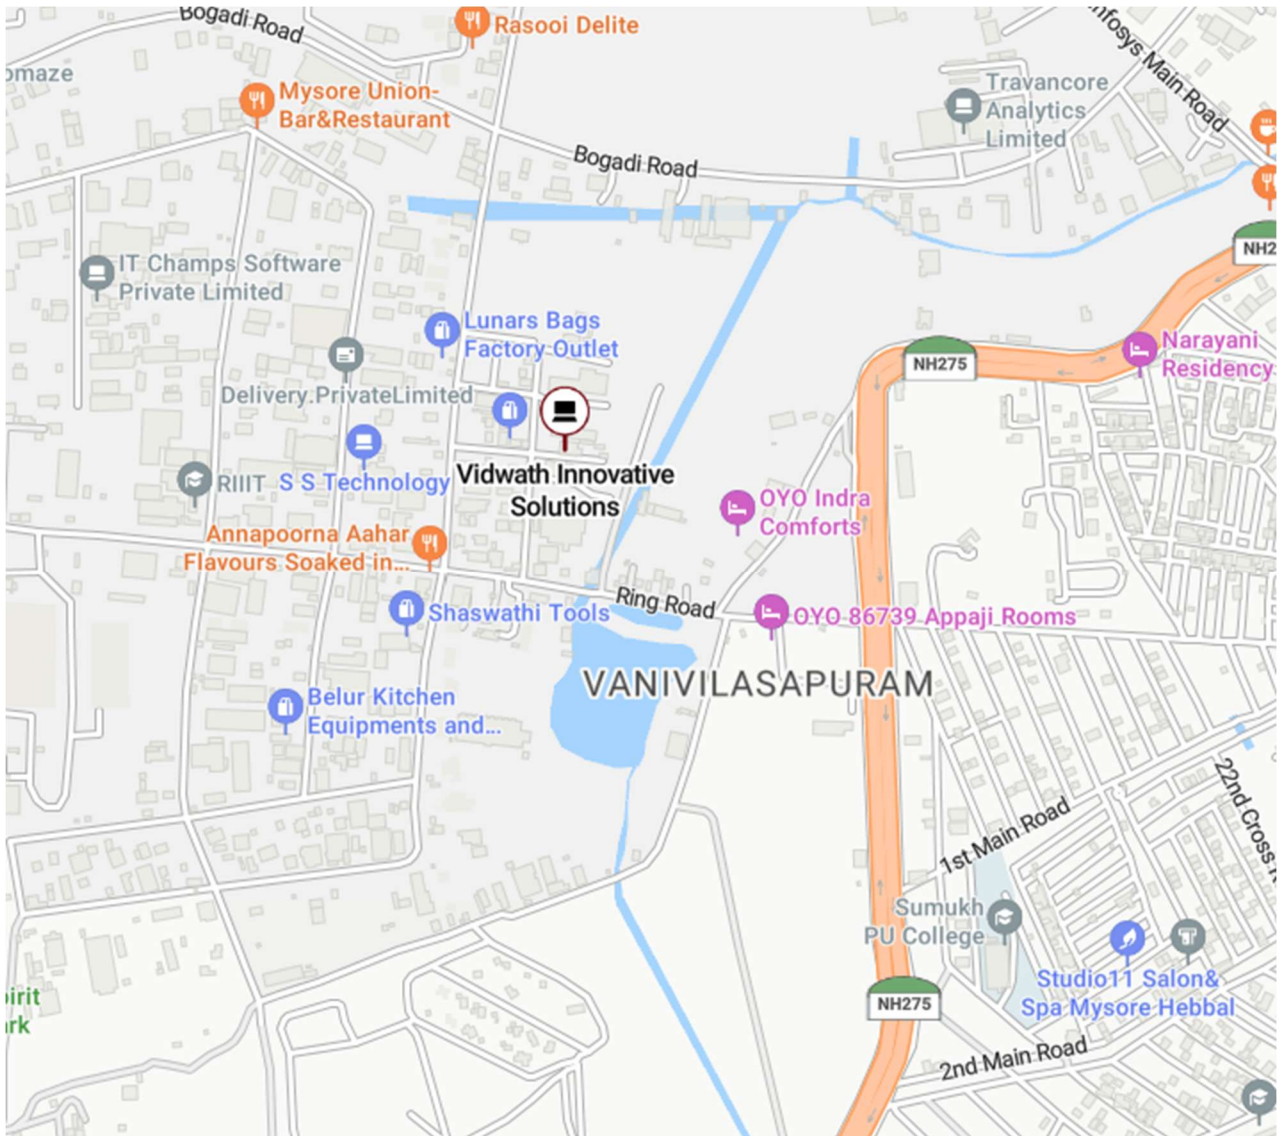 Bogadi Road
Rasooi Delite
omaze
Mysore Union-
Bar&Restaurant
Infosys Main Road
Travancore
Analytics
Limited
Bogadi Road
NH2
IT Champs Software
Private Limited
Lunars Bags
Factory Outlet
NH275
Narayani
Residency
Delivery.PrivateLimited
RIIIT
S S Technology
Vidwath Innovative
Solutions
OYO Indra
Comforts
Annapoorna Aahar
Flavours Soaked in...
Shaswathi Tools
Ring Road
OYO 86739 Appaji Rooms
VANIVILASAPURAM
Belur Kitchen
Equipments and...
22nd Cross R
1st Main Road
Sumukh
PU College
Studio11 Salon&
Spa Mysore Hebbal
pirit
ark
NH275
2nd Main Road